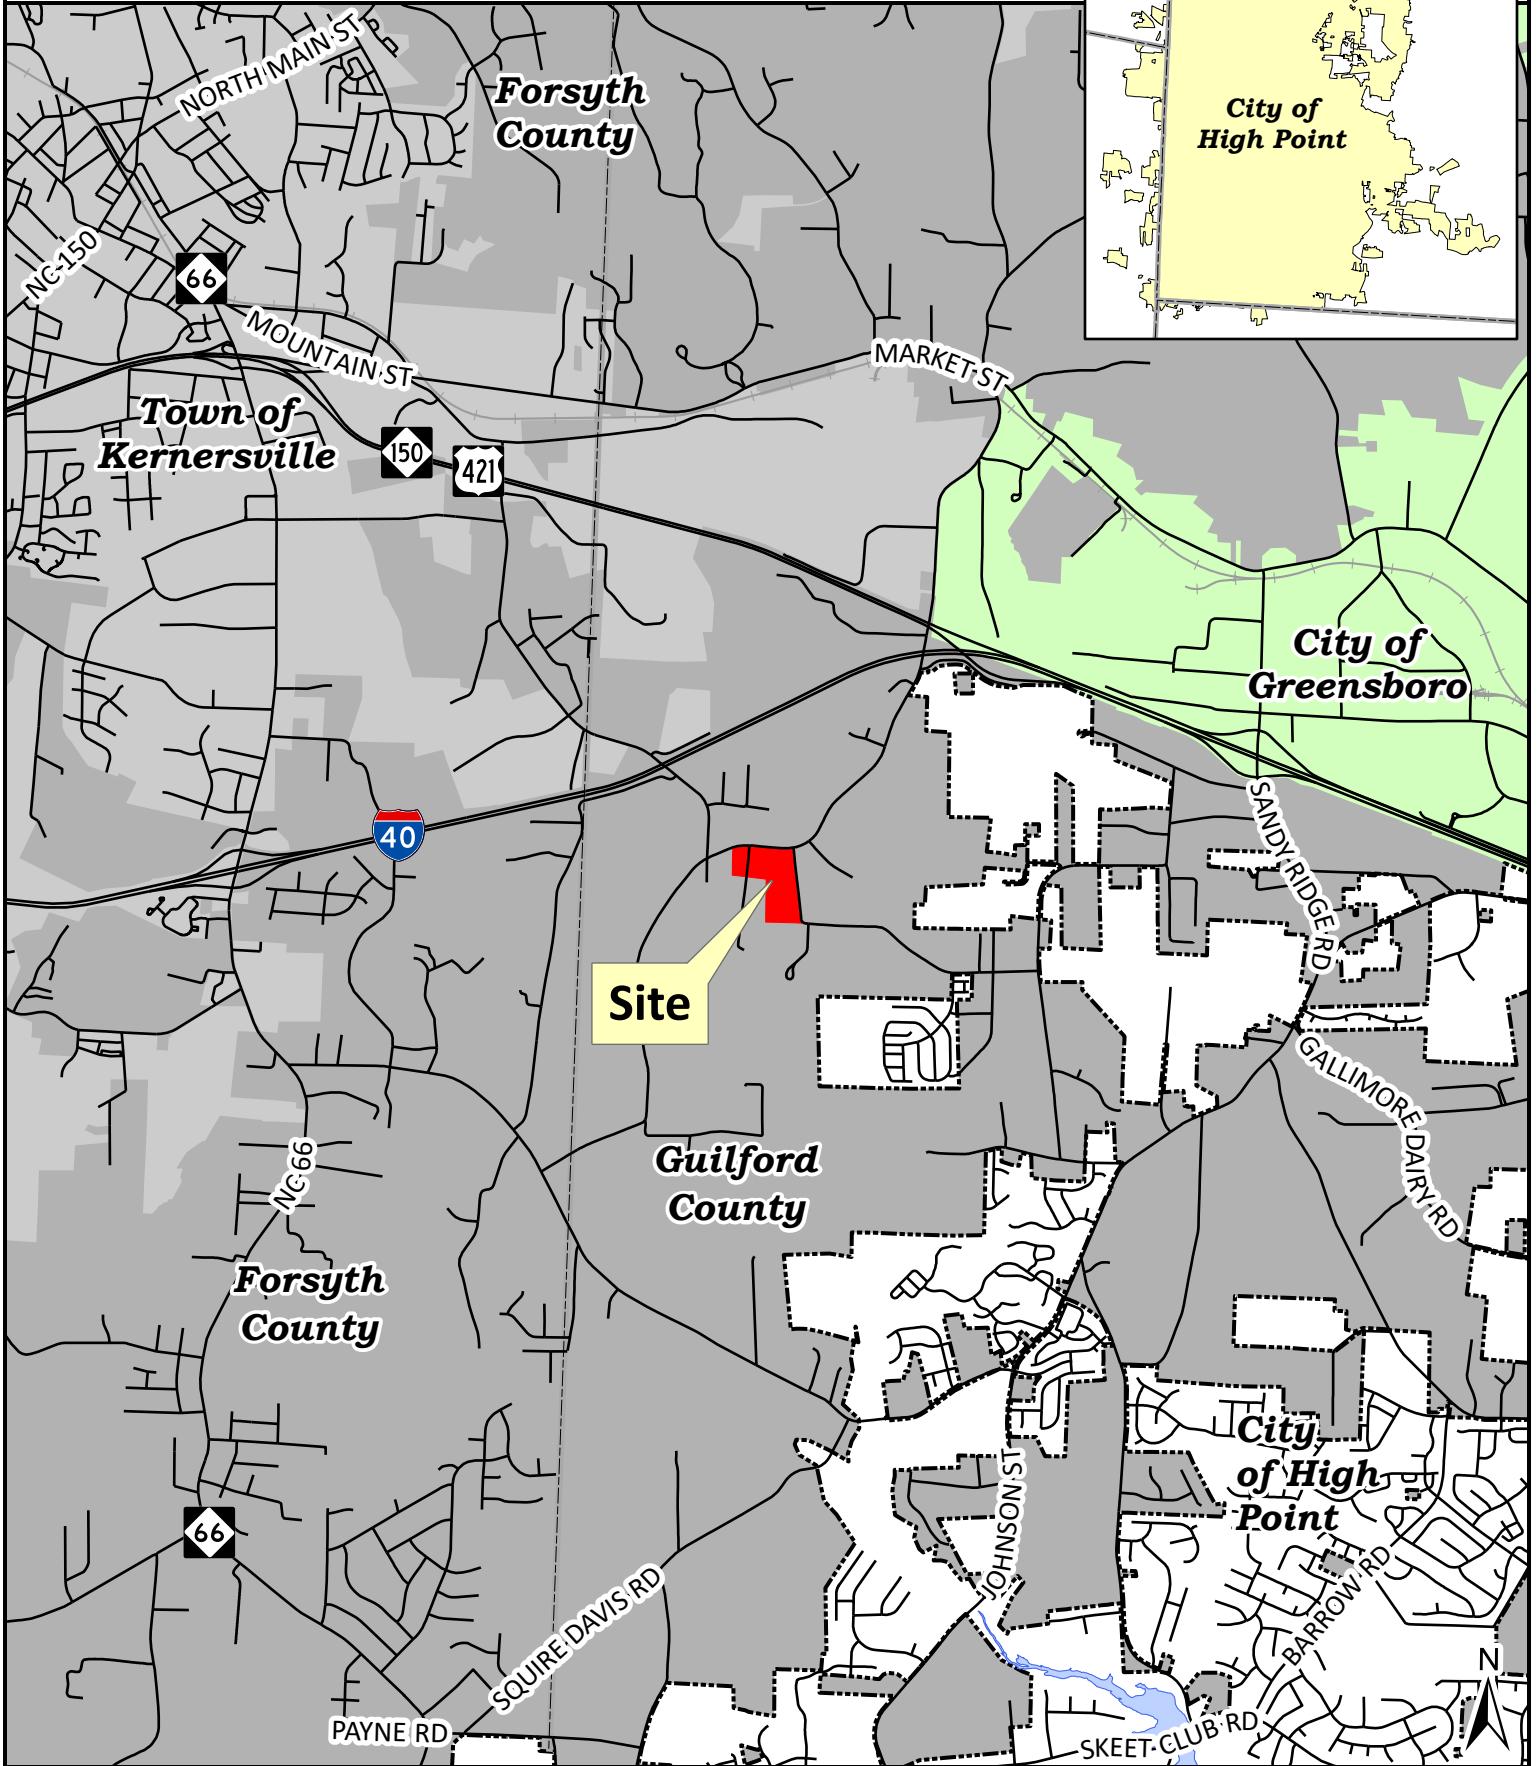 NORTH MAIN ST
Forsyth
County
City of
High Point
NC-150
66
MOUNTAIN ST
MARKET ST
Town of
Kernersville
150
421
City of
Greensboro
40
SANDY RIDGE RD
Site
GALLIMORE DAIRY RD
NC-66
Guilford
County
Forsyth
County
City
of High
Point
JOHNSON ST
66
BARROW RD
SQUIRE DAVIS RD
N
PAYNE RD
SKEET CLUB RD